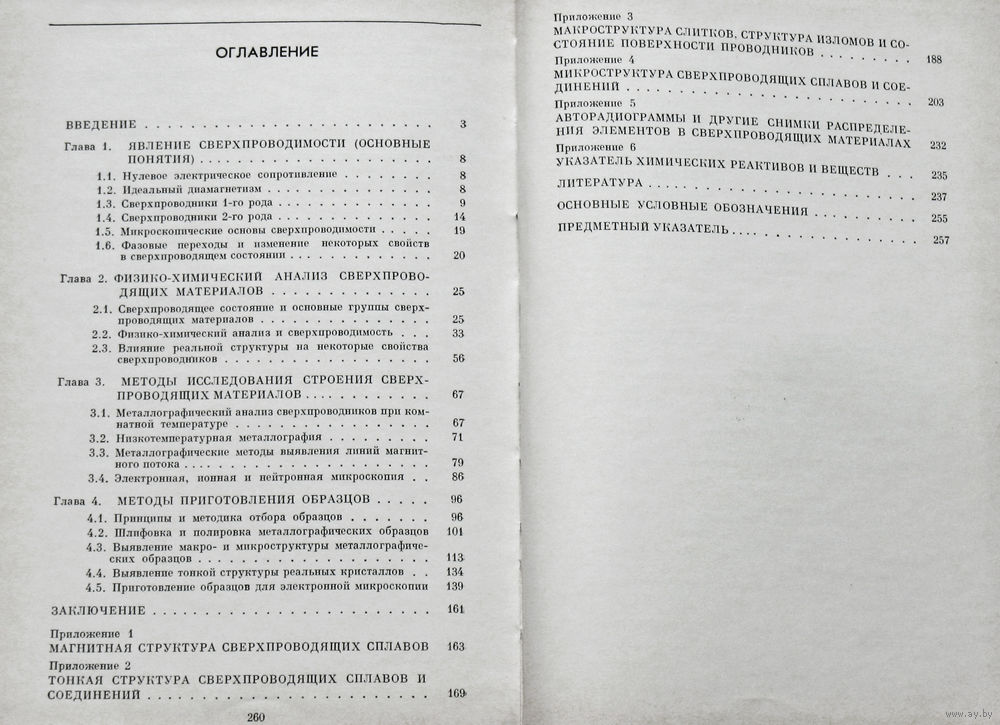 ОГЛАВЛЕНИЕ
ВВЕДЕНИЕ . . . . . . . . . . . . . . . . . . . . . . . . . 3
Глава 1. ЯВЛЕНИЕ СВЕРХПРОВОДИМОСТИ (ОСНОВНЫЕ
ПОНЯТИЯ) . . . . . . . . . . . . . . . . . . . . 8
1.1. Нулевое электрическое сопротивление . . . . . . . . 8
1.2. Идеальный диамагнетизм . . . . . . . . . . . . . . 8
1.3. Сверхпроводники 1-го рода . . . . . . . . . . . . . 9
1.4. Сверхпроводники 2-го рода . . . . . . . . . . . . . 14
1.5. Микроскопические основы сверхпроводимости . . . . . 19
1.6. Фазовые переходы и изменение некоторых свойств
в сверхпроводящем состоянии . . . . . . . . . . . . 20
Глава 2. ФИЗИКО-ХИМИЧЕСКИЙ АНАЛИЗ СВЕРХПРОВО-
ДЯЩИХ МАТЕРИАЛОВ . . . . . . . . . . . . . . 25
2.1. Сверхпроводящее состояние и основные группы сверх-
проводящих материалов . . . . . . . . . . . . . . . 25
2.2. Физико-химический анализ и сверхпроводимость . . . 33
2.3. Влияние реальной структуры на некоторые свойства
сверхпроводников . . . . . . . . . . . . . . . . . . 56
Глава 3. МЕТОДЫ ИССЛЕДОВАНИЯ СТРОЕНИЯ СВЕРХ-
ПРОВОДЯЩИХ МАТЕРИАЛОВ . . . . . . . . . . . 67
3.1. Металлографический анализ сверхпроводников при ком-
натной температуре . . . . . . . . . . . . . . . . . 67
3.2. Низкотемпературная металлография . . . . . . . . . 71
3.3. Металлографические методы выявления линий магнит-
ного потока . . . . . . . . . . . . . . . . . . . . . 79
3.4. Электронная, ионная и нейтронная микроскопия . . 86
Глава 4. МЕТОДЫ ПРИГОТОВЛЕНИЯ ОБРАЗЦОВ . . . . . 96
4.1. Принципы и методика отбора образцов . . . . . . . 96
4.2. Шлифовка и полировка металлографических образцов 101
4.3. Выявление макро- и микроструктуры металлографиче-
ских образцов . . . . . . . . . . . . . . . . . . . . 113
4.4. Выявление тонкой структуры реальных кристаллов . . 134
4.5. Приготовление образцов для электронной микроскопии 139
ЗАКЛЮЧЕНИЕ . . . . . . . . . . . . . . . . . . . . . . . . 161
Приложение 1
МАГНИТНАЯ СТРУКТУРА СВЕРХПРОВОДЯЩИХ СПЛАВОВ 163
Приложение 2
ТОНКАЯ СТРУКТУРА СВЕРХПРОВОДЯЩИХ СПЛАВОВ И
СОЕДИНЕНИЙ . . . . . . . . . . . . . . . . . . . . . . . . 169
260
Приложение 3
МАКРОСТРУКТУРА СЛИТКОВ, СТРУКТУРА ИЗЛОМОВ И СО-
СТОЯНИЕ ПОВЕРХНОСТИ ПРОВОДНИКОВ . . . . . . . . 188
Приложение 4
МИКРОСТРУКТУРА СВЕРХПРОВОДЯЩИХ СПЛАВОВ И СОЕ-
ДИНЕНИЙ . . . . . . . . . . . . . . . . . . . . . . . . . 203
Приложение 5
АВТОРАДИОГРАММЫ И ДРУГИЕ СНИМКИ РАСПРЕДЕЛЕ-
НИЯ ЭЛЕМЕНТОВ В СВЕРХПРОВОДЯЩИХ МАТЕРИАЛАХ 232
Приложение 6
УКАЗАТЕЛЬ ХИМИЧЕСКИХ РЕАКТИВОВ И ВЕЩЕСТВ . . . 235
ЛИТЕРАТУРА . . . . . . . . . . . . . . . . . . . . . . . . 237
ОСНОВНЫЕ УСЛОВНЫЕ ОБОЗНАЧЕНИЯ . . . . . . . . . 255
ПРЕДМЕТНЫЙ УКАЗАТЕЛЬ . . . . . . . . . . . . . . . . . 257
www.ay.by